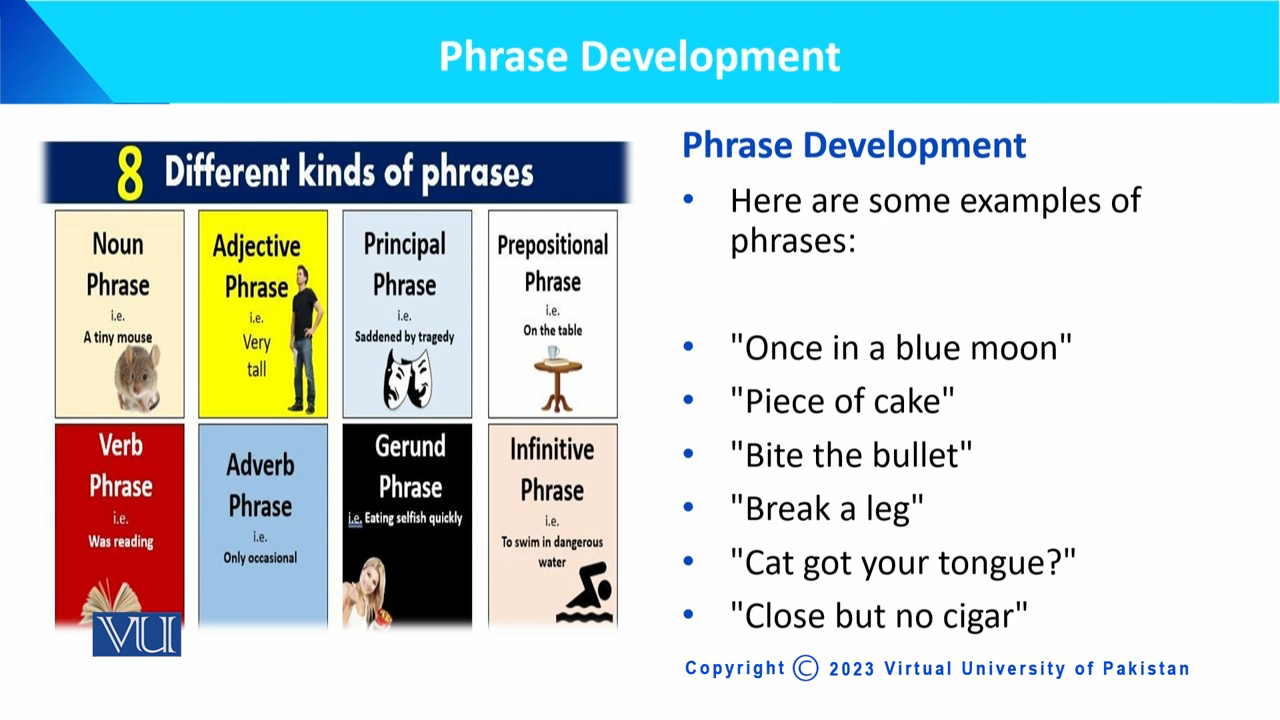 Phrase Development
8 Different kinds of phrases
Noun
Phrase
i.e.
A tiny mouse
Adjective
Phrase
i.e.
Very
tall
Principal
Phrase
i.e.
Saddened by tragedy
Prepositional
Phrase
i.e.
On the table
Verb
Phrase
i.e.
Was reading
Adverb
Phrase
i.e.
Only occasional
Gerund
Phrase
i.e. Eating selfish quickly
Infinitive
Phrase
i.e.
To swim in dangerous
water
VU
Phrase Development
• Here are some examples of
phrases:
• "Once in a blue moon"
• "Piece of cake"
• "Bite the bullet"
• "Break a leg"
• "Cat got your tongue?"
• "Close but no cigar"
Copyright © 2023 Virtual University of Pakistan